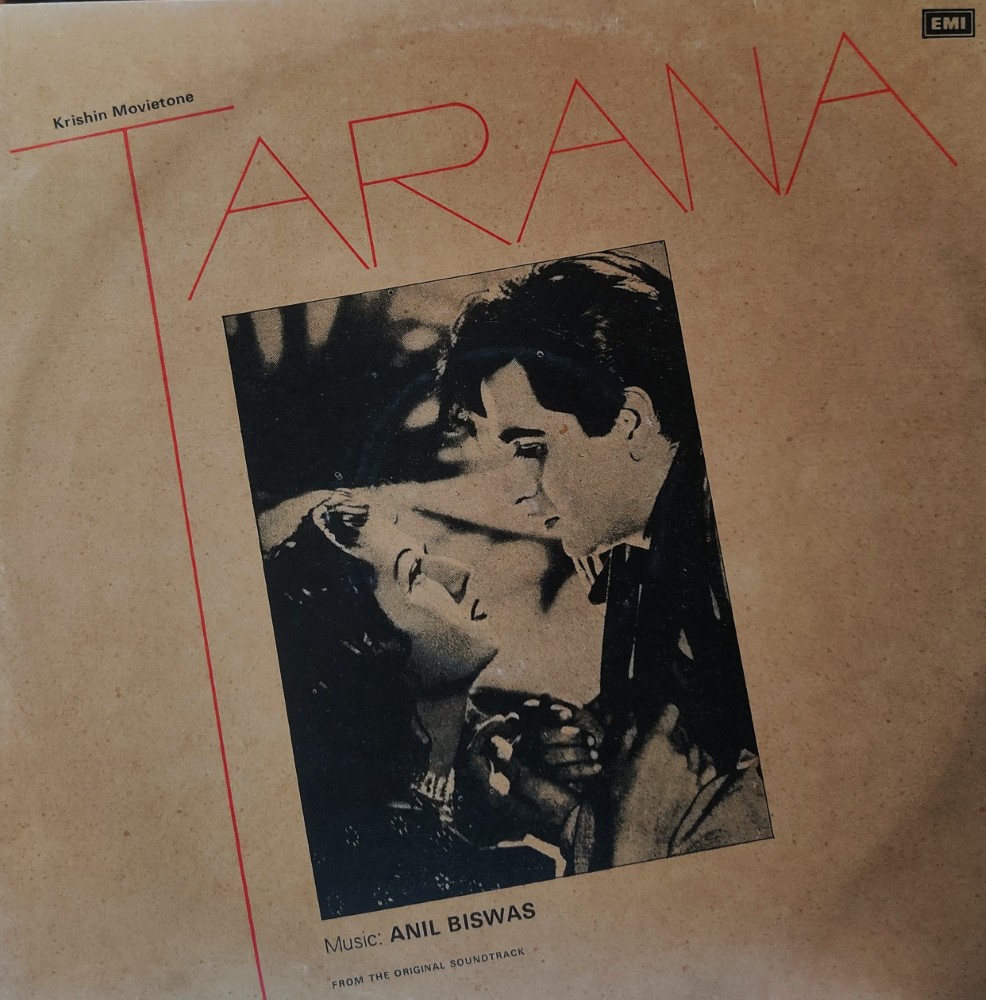 EMI
Krishin Movietone
TARANA
Music: ANIL BISWAS
FROM THE ORIGINAL SOUNDTRACK